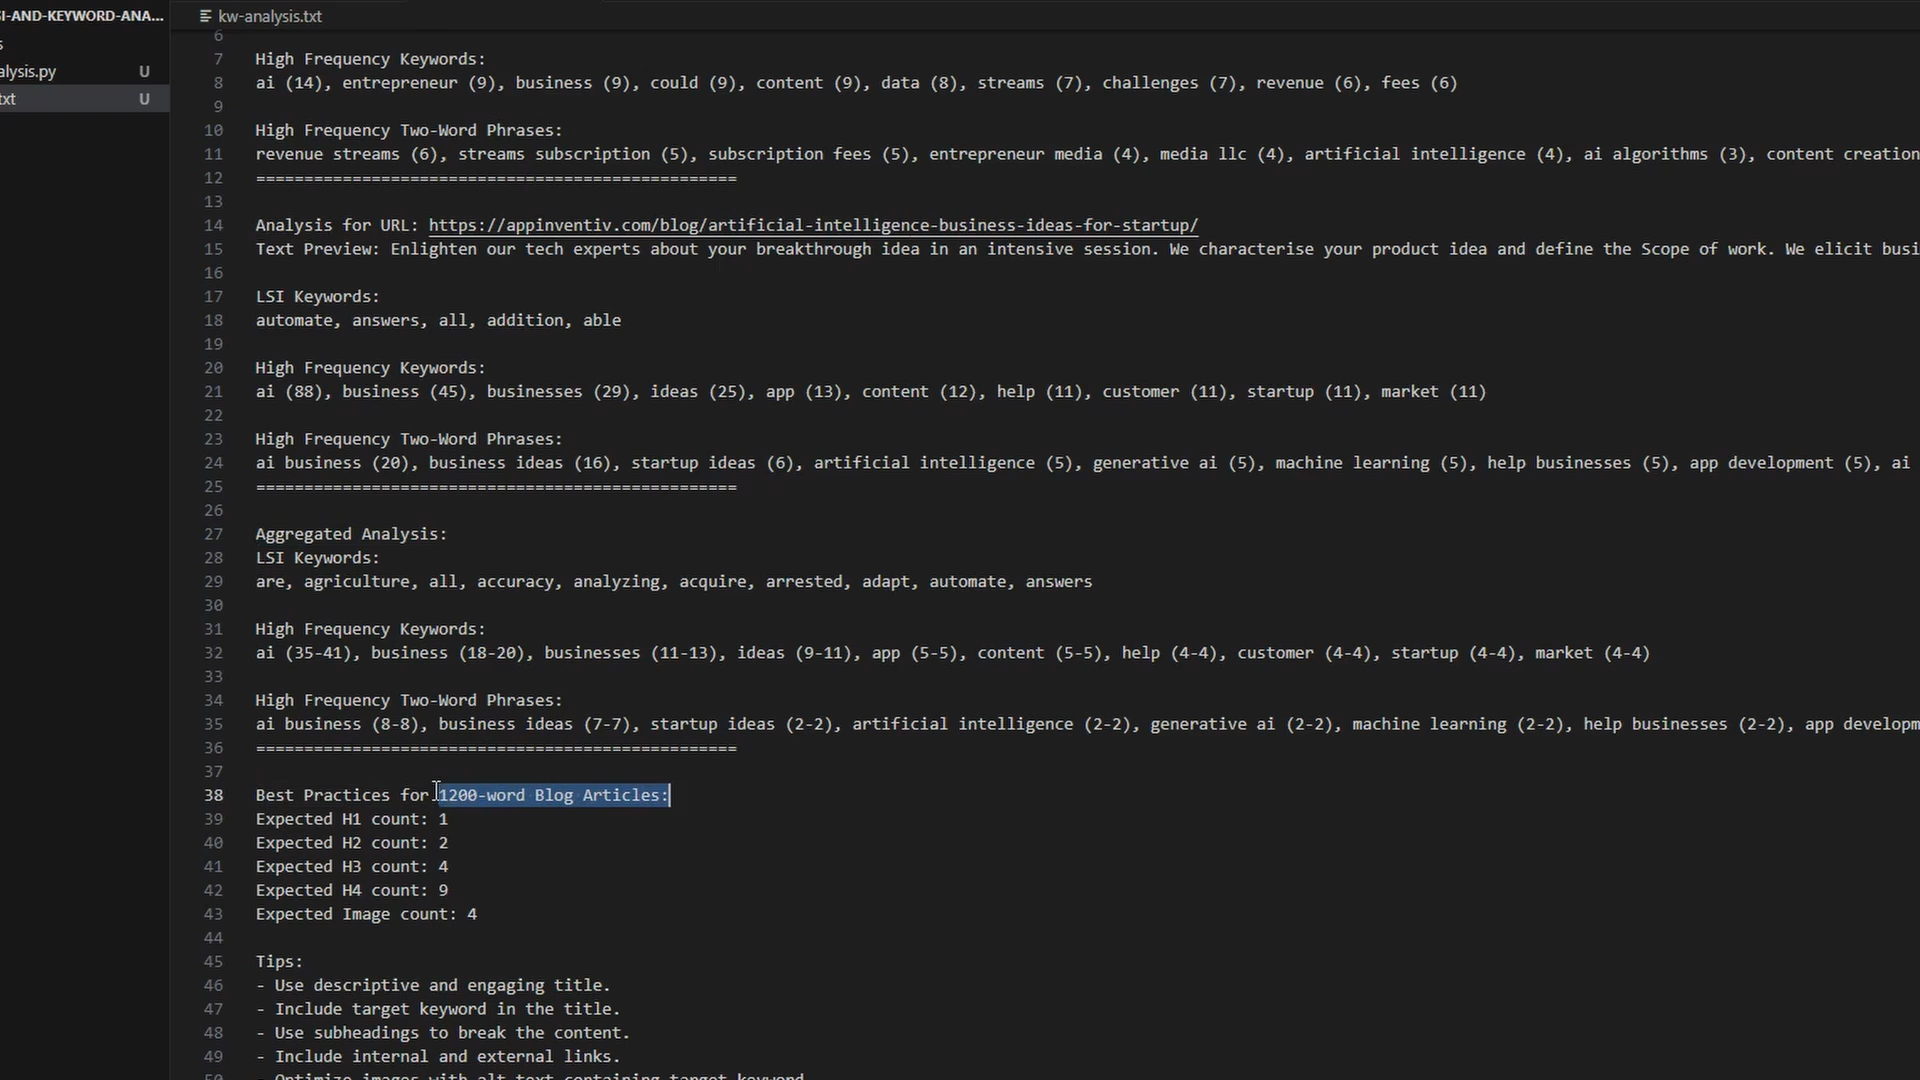 SI-AND-KEYWORD-ANA...
kw-analysis.txt
s
alysis.py U
txt U
6
7 High Frequency Keywords:
8 ai (14), entrepreneur (9), business (9), could (9), content (9), data (8), streams (7), challenges (7), revenue (6), fees (6)
9
10 High Frequency Two-Word Phrases:
11 revenue streams (6), streams subscription (5), subscription fees (5), entrepreneur media (4), media llc (4), artificial intelligence (4), ai algorithms (3), content creation
12 ==================================================
13
14 Analysis for URL: https://appinventiv.com/blog/artificial-intelligence-business-ideas-for-startup/
15 Text Preview: Enlighten our tech experts about your breakthrough idea in an intensive session. We characterise your product idea and define the Scope of work. We elicit busi
16
17 LSI Keywords:
18 automate, answers, all, addition, able
19
20 High Frequency Keywords:
21 ai (88), business (45), businesses (29), ideas (25), app (13), content (12), help (11), customer (11), startup (11), market (11)
22
23 High Frequency Two-Word Phrases:
24 ai business (20), business ideas (16), startup ideas (6), artificial intelligence (5), generative ai (5), machine learning (5), help businesses (5), app development (5), ai
25 ==================================================
26
27 Aggregated Analysis:
28 LSI Keywords:
29 are, agriculture, all, accuracy, analyzing, acquire, arrested, adapt, automate, answers
30
31 High Frequency Keywords:
32 ai (35-41), business (18-20), businesses (11-13), ideas (9-11), app (5-5), content (5-5), help (4-4), customer (4-4), startup (4-4), market (4-4)
33
34 High Frequency Two-Word Phrases:
35 ai business (8-8), business ideas (7-7), startup ideas (2-2), artificial intelligence (2-2), generative ai (2-2), machine learning (2-2), help businesses (2-2), app developm
36 ==================================================
37
38 Best Practices for 1200-word Blog Articles:
39 Expected H1 count: 1
40 Expected H2 count: 2
41 Expected H3 count: 4
42 Expected H4 count: 9
43 Expected Image count: 4
44
45 Tips:
46 - Use descriptive and engaging title.
47 - Include target keyword in the title.
48 - Use subheadings to break the content.
49 - Include internal and external links.
50 - Optimize images with alt text containing target keyword.